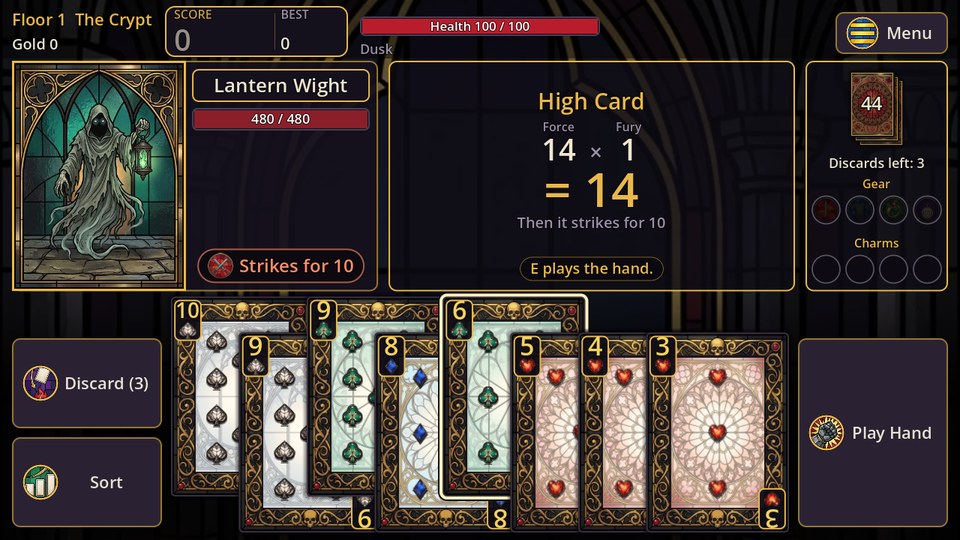 Floor 1 The Crypt
Gold 0
SCORE
0
BEST
0
Health 100 / 100
Dusk
Menu
Lantern Wight
480 / 480
Strikes for 10
High Card
Force
Fury
14 × 1
= 14
Then it strikes for 10
E plays the hand.
44
Discards left: 3
Gear
Charms
Discard (3)
Sort
10
9
9
8
6
5
4
3
9
8
3
Play Hand